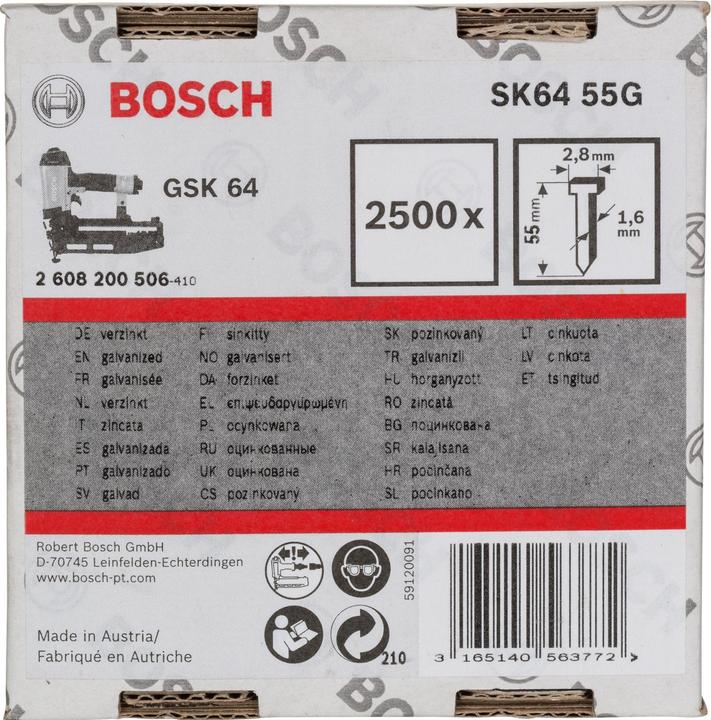 BOSCH
SK64 55G
GSK 64
2500 x
2,8 mm
55 mm
1,6 mm
2 608 200 506-410
DE verzinkt
EN galvanized
FR galvanisée
NL verzinkt
IT zincata
ES galvanizada
PT galvanizado
SV galvad
FI sinkitty
NO galvanisert
DA forzinket
EL επιψευδαργυρωμένη
PL ocynkowana
RU оцинкованные
UK оцинкована
CS pozinkovaný
SK pozinkovaný
TR galvanizli
HU horganyzott
RO zincată
BG поцинкована
SR kalajisana
HR pocinčana
SL pocinkano
LT cinkuota
LV cinkota
ET tsingitud
Robert Bosch GmbH
D-70745 Leinfelden-Echterdingen
www.bosch-pt.com
Made in Austria/
Fabriqué en Autriche
210
59120091
3 165140 563772 >